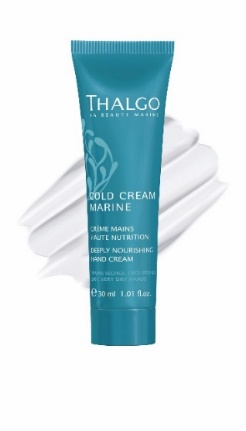 THALGO
LA BEAUTÉ MARINE
COLD CREAM
MARINE
CRÈME MAINS
HAUTE NUTRITION
DEEPLY NOURISHING
HAND CREAM
e 30 ml 1.01 fl.oz.